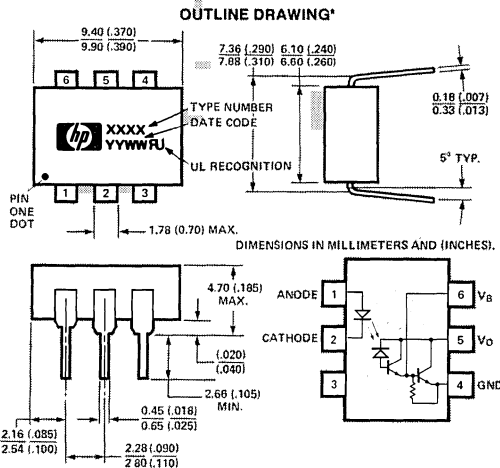 OUTLINE DRAWING*
9.40 (.370)
9.90 (.390)
6 5 4
hp
XXXX
YYWW RU
TYPE NUMBER
DATE CODE
UL RECOGNITION
PIN
ONE
DOT
1 2 3
1.78 (0.70) MAX.
7.36 (.290)
7.88 (.310)
6.10 (.240)
6.60 (.260)
0.18 (.007)
0.33 (.013)
5° TYP.
DIMENSIONS IN MILLIMETERS AND (INCHES).
4.70 (.185)
MAX.
(.020)
(.040)
2.66 (.105)
MIN.
0.45 (.018)
0.65 (.025)
2.16 (.085)
2.54 (.100)
2.28 (.090)
2.80 (.110)
ANODE 1
6 VB
CATHODE 2
5 VO
3
4 GND